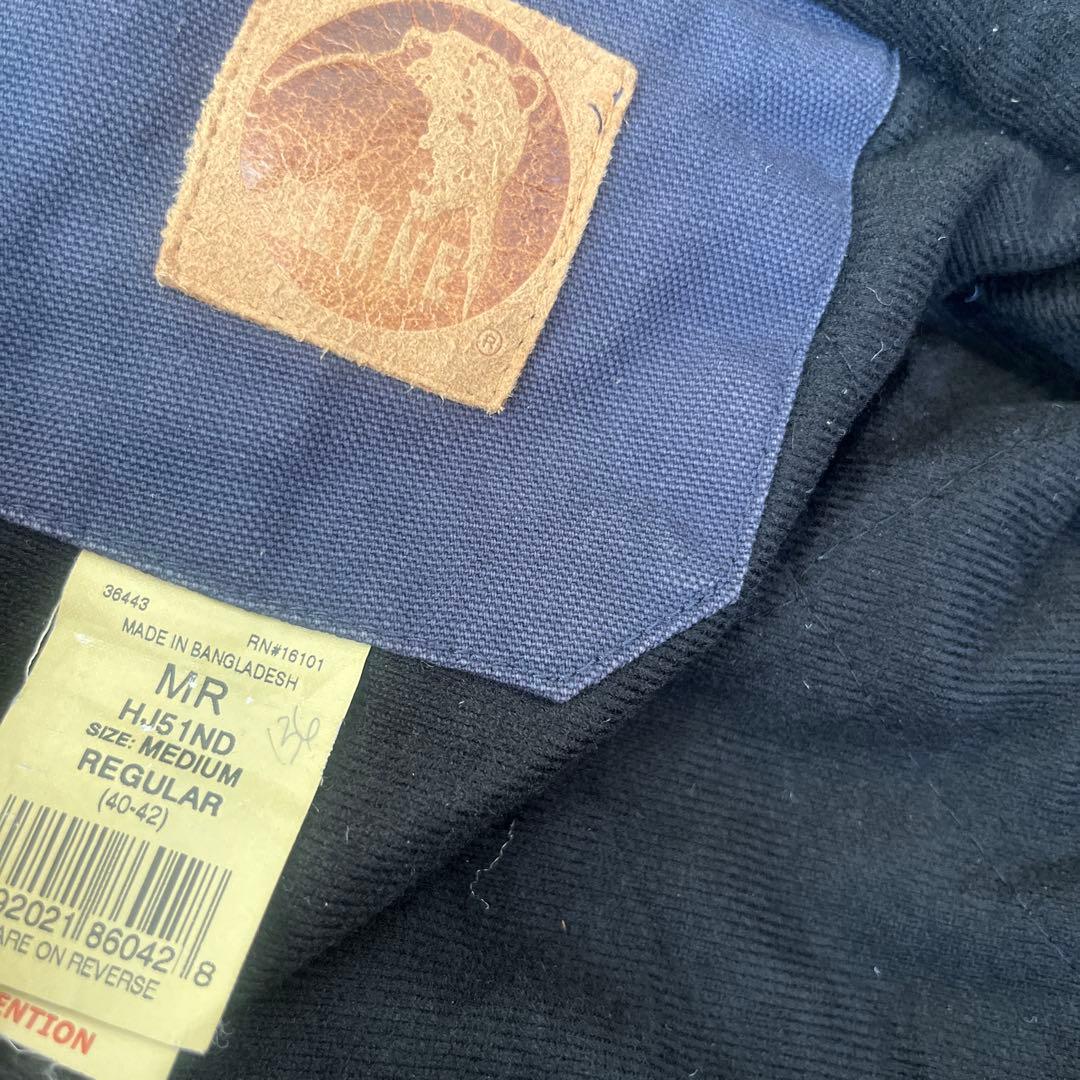 ERNE
®
36443 RN#16101
MADE IN BANGLADESH
MR
HJ51ND
SIZE: MEDIUM
REGULAR
(40-42)
92021 86042 8
ARE ON REVERSE
ENTION